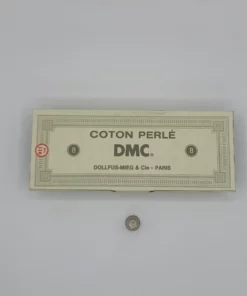 COTON PERLÉ
8 DMC® 8
DOLLFUS-MIEG & Cie - PARIS